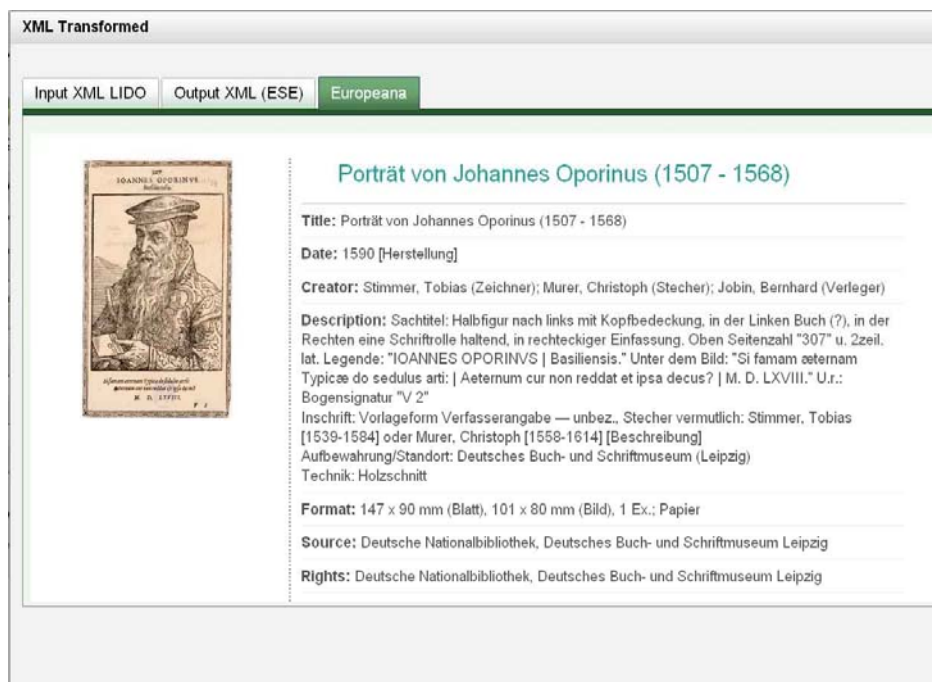 XML Transformed
Input XML LIDO
Output XML (ESE)
Europeana
307
IOANNES OPORINVS
Basiliensis.
M. D. LXVIII.
V 2
Porträt von Johannes Oporinus (1507 - 1568)
Title: Porträt von Johannes Oporinus (1507 - 1568)
Date: 1590 [Herstellung]
Creator: Stimmer, Tobias (Zeichner); Murer, Christoph (Stecher); Jobin, Bernhard (Verleger)
Description: Sachtitel: Halbfigur nach links mit Kopfbedeckung, in der Linken Buch (?), in der
Rechten eine Schriftrolle haltend, in rechteckiger Einfassung. Oben Seitenzahl "307" u. 2zeil.
lat. Legende: "IOANNES OPORINVS | Basiliensis." Unter dem Bild: "Si famam æternam
Typicæ do sedulus arti: | Aeternum cur non reddat et ipsa decus? | M. D. LXVIII." U.r.:
Bogensignatur "V 2"
Inschrift: Vorlageform Verfasserangabe — unbez., Stecher vermutlich: Stimmer, Tobias
[1539-1584] oder Murer, Christoph [1558-1614] [Beschreibung]
Aufbewahrung/Standort: Deutsches Buch- und Schriftmuseum (Leipzig)
Technik: Holzschnitt
Format: 147 x 90 mm (Blatt), 101 x 80 mm (Bild), 1 Ex.; Papier
Source: Deutsche Nationalbibliothek, Deutsches Buch- und Schriftmuseum Leipzig
Rights: Deutsche Nationalbibliothek, Deutsches Buch- und Schriftmuseum Leipzig